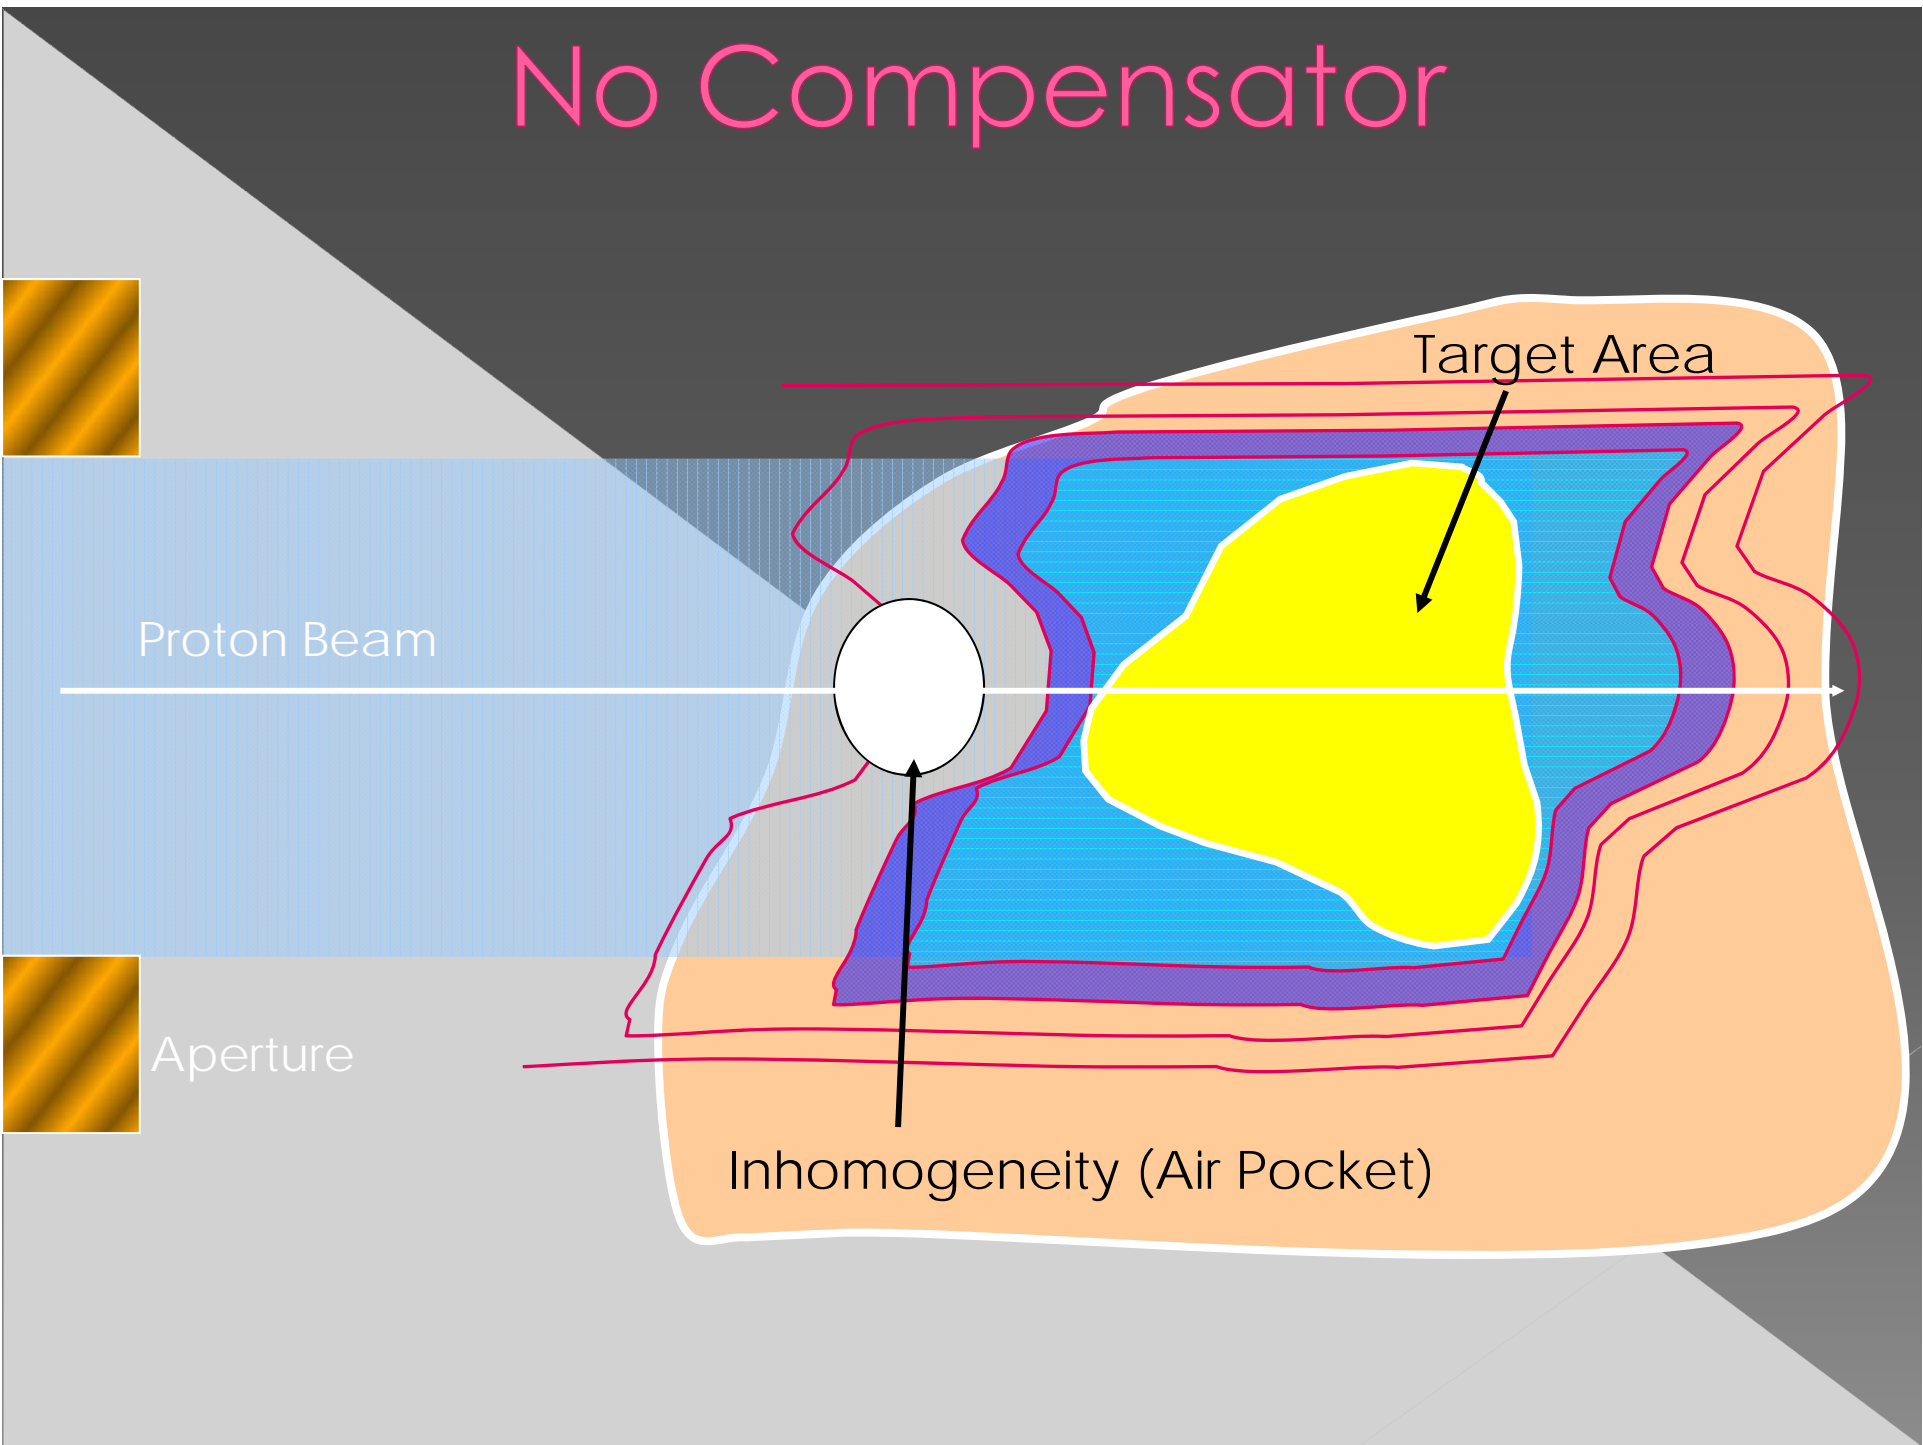 No Compensator
Target Area
Proton Beam
Aperture
Inhomogeneity (Air Pocket)